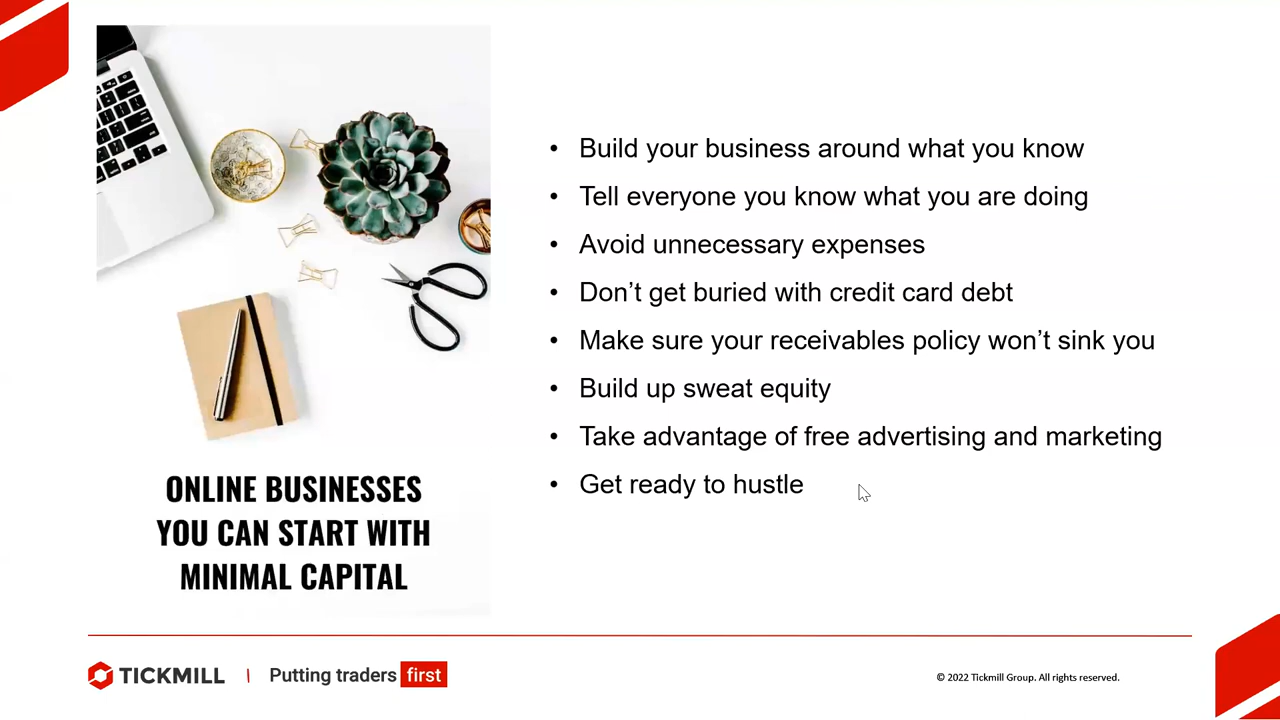 Build your business around what you know
Tell everyone you know what you are doing
Avoid unnecessary expenses
Don’t get buried with credit card debt
Make sure your receivables policy won’t sink you
Build up sweat equity
Take advantage of free advertising and marketing
Get ready to hustle
ONLINE BUSINESSES
YOU CAN START WITH
MINIMAL CAPITAL
TICKMILL | Putting traders first
© 2022 Tickmill Group. All rights reserved.